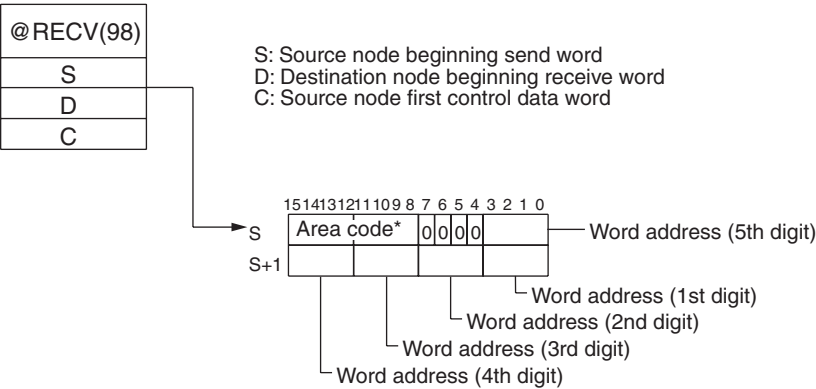 @RECV(98)
S
D
C
S: Source node beginning send word
D: Destination node beginning receive word
C: Source node first control data word
15 14 13 12 11 10 9 8 7 6 5 4 3 2 1 0
S Area code* 0 0 0 0 Word address (5th digit)
S+1
Word address (1st digit)
Word address (2nd digit)
Word address (3rd digit)
Word address (4th digit)